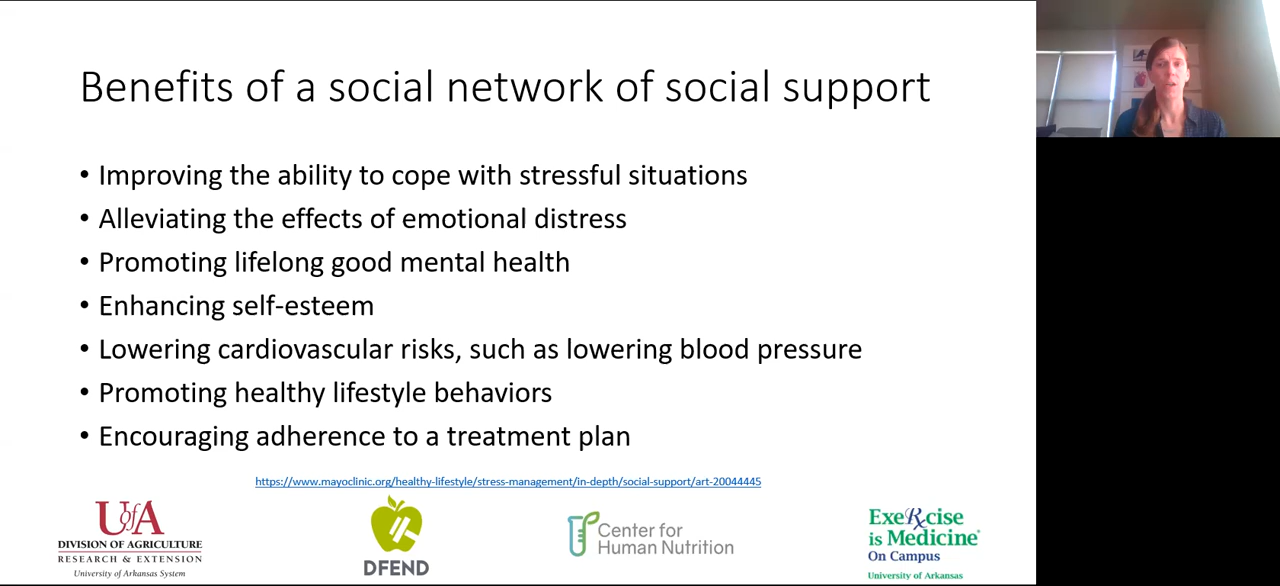 Benefits of a social network of social support
• Improving the ability to cope with stressful situations
• Alleviating the effects of emotional distress
• Promoting lifelong good mental health
• Enhancing self-esteem
• Lowering cardiovascular risks, such as lowering blood pressure
• Promoting healthy lifestyle behaviors
• Encouraging adherence to a treatment plan
https://www.mayoclinic.org/healthy-lifestyle/stress-management/in-depth/social-support/art-20044445
UofA
DIVISION OF AGRICULTURE
RESEARCH & EXTENSION
University of Arkansas System
DFEND
Center for
Human Nutrition
ExeRxcise
is Medicine®
On Campus
University of Arkansas